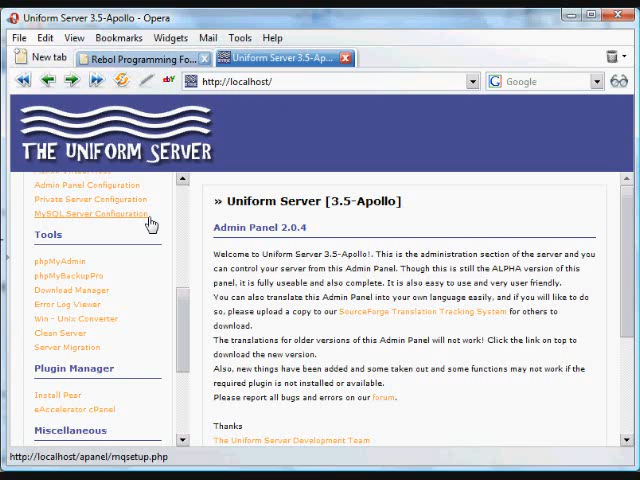 Uniform Server 3.5-Apollo - Opera
File Edit View Bookmarks Widgets Mail Tools Help
New tab Rebol Programming Fo... Uniform Server 3.5-Ap...
http://localhost/ Google
THE UNIFORM SERVER
Admin Panel Configuration
Private Server Configuration
MySQL Server Configuration
Tools
phpMyAdmin
phpMyBackupPro
Download Manager
Error Log Viewer
Win - Unix Converter
Clean Server
Server Migration
Plugin Manager
Install Pear
eAccelerator cPanel
Miscellaneous
» Uniform Server [3.5-Apollo]
Admin Panel 2.0.4
Welcome to Uniform Server 3.5-Apollo!. This is the administration section of the server and you
can control your server from this Admin Panel. Though this is still the ALPHA version of this
panel, it is fully useable and also complete. It is also easy to use and very user friendly.
You can also translate this Admin Panel into your own language easily, and if you will like to do
so, please upload a copy to our SourceForge Translation Tracking System for others to
download.
The translations for older versions of this Admin Panel will not work! Click the link on top to
download the new version.
Also, new things have been added and some taken out and some functions may not work if the
required plugin is not installed or available.
Please report all bugs and errors on our forum.
Thanks
The Uniform Server Development Team
http://localhost/apanel/mqsetup.php